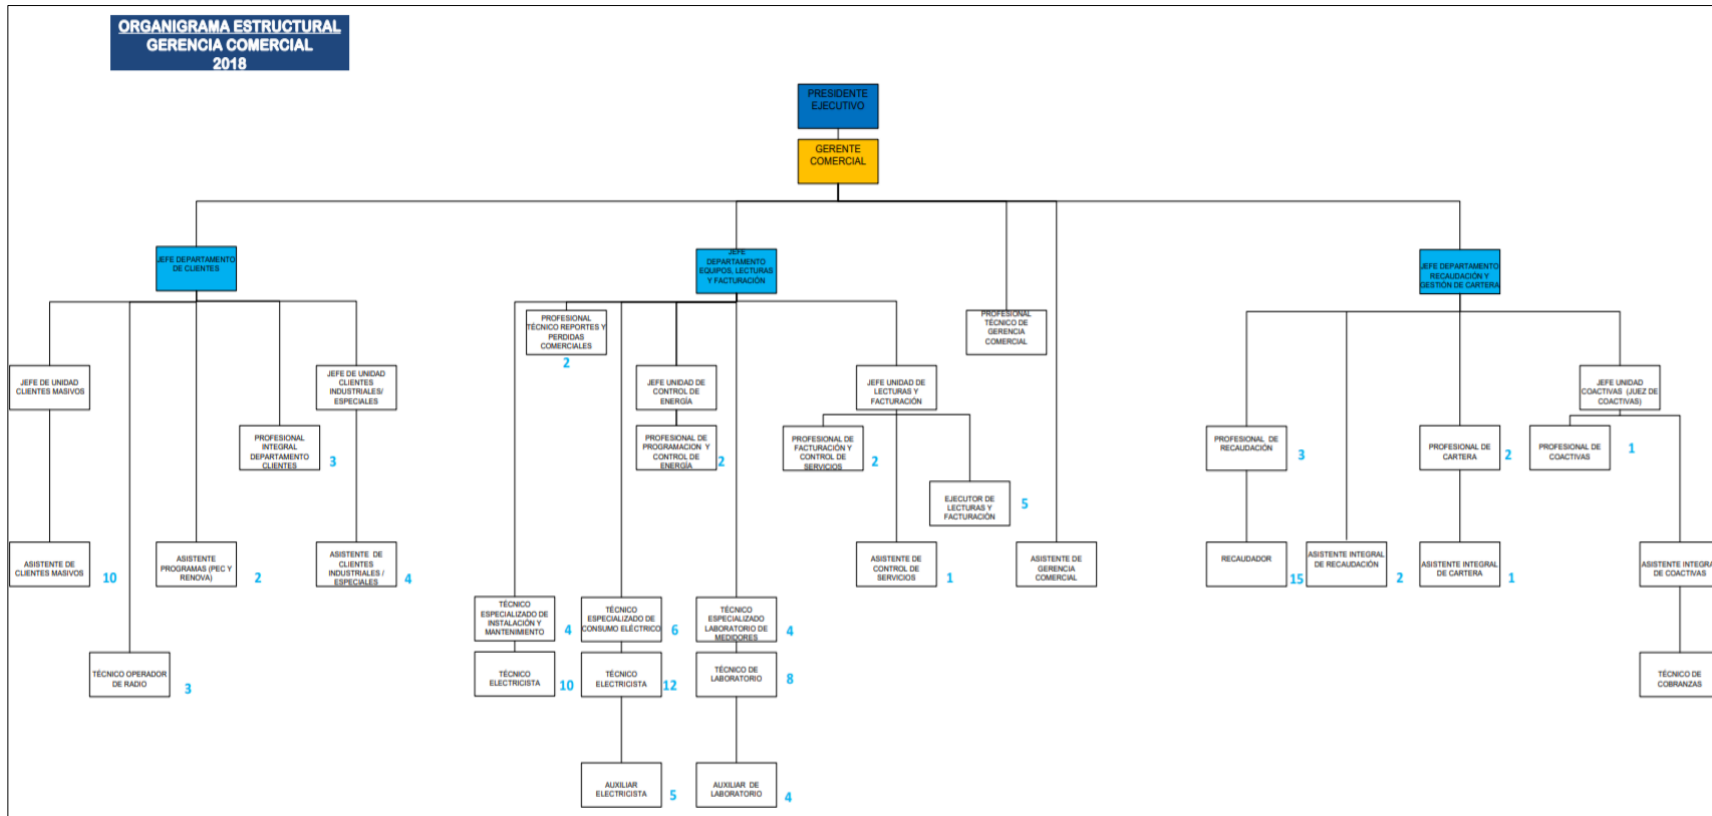 ORGANIGRAMA ESTRUCTURAL
GERENCIA COMERCIAL
2018
PRESIDENTE
EJECUTIVO
GERENTE
COMERCIAL
JEFE DEPARTAMENTO
DE CLIENTES
JEFE
DEPARTAMENTO
EQUIPOS, LECTURAS
Y FACTURACIÓN
JEFE DEPARTAMENTO
RECAUDACIÓN Y
GESTIÓN DE CARTERA
PROFESIONAL
TÉCNICO REPORTES Y
PERDIDAS
COMERCIALES
2
PROFESIONAL
TÉCNICO DE
GERENCIA
COMERCIAL
JEFE DE UNIDAD
CLIENTES MASIVOS
JEFE DE UNIDAD
CLIENTES
INDUSTRIALES/
ESPECIALES
JEFE UNIDAD DE
CONTROL DE
ENERGÍA
JEFE UNIDAD DE
LECTURAS Y
FACTURACIÓN
JEFE UNIDAD
COACTIVAS (JUEZ DE
COACTIVAS)
PROFESIONAL
INTEGRAL
DEPARTAMENTO
CLIENTES
3
PROFESIONAL DE
PROGRAMACION Y
CONTROL DE
ENERGÍA
2
PROFESIONAL DE
FACTURACIÓN Y
CONTROL DE
SERVICIOS
2
PROFESIONAL DE
RECAUDACIÓN
3
PROFESIONAL DE
CARTERA
2
PROFESIONAL DE
COACTIVAS
1
EJECUTOR DE
LECTURAS Y
FACTURACIÓN
5
ASISTENTE DE
CLIENTES MASIVOS
10
ASISTENTE
PROGRAMAS (PEC Y
RENOVA)
2
ASISTENTE DE
CLIENTES
INDUSTRIALES /
ESPECIALES
4
ASISTENTE DE
CONTROL DE
SERVICIOS
1
ASISTENTE DE
GERENCIA
COMERCIAL
RECAUDADOR
15
ASISTENTE INTEGRAL
DE RECAUDACIÓN
2
ASISTENTE INTEGRAL
DE CARTERA
1
ASISTENTE INTEGRA
DE COACTIVAS
TÉCNICO
ESPECIALIZADO DE
INSTALACIÓN Y
MANTENIMIENTO
4
TÉCNICO
ESPECIALIZADO DE
CONSUMO ELÉCTRICO
6
TÉCNICO
ESPECIALIZADO
LABORATORIO DE
MEDIDORES
4
TÉCNICO OPERADOR
DE RADIO
3
TÉCNICO
ELECTRICISTA
10
TÉCNICO
ELECTRICISTA
12
TÉCNICO DE
LABORATORIO
8
TÉCNICO DE
COBRANZAS
AUXILIAR
ELECTRICISTA
5
AUXILIAR DE
LABORATORIO
4